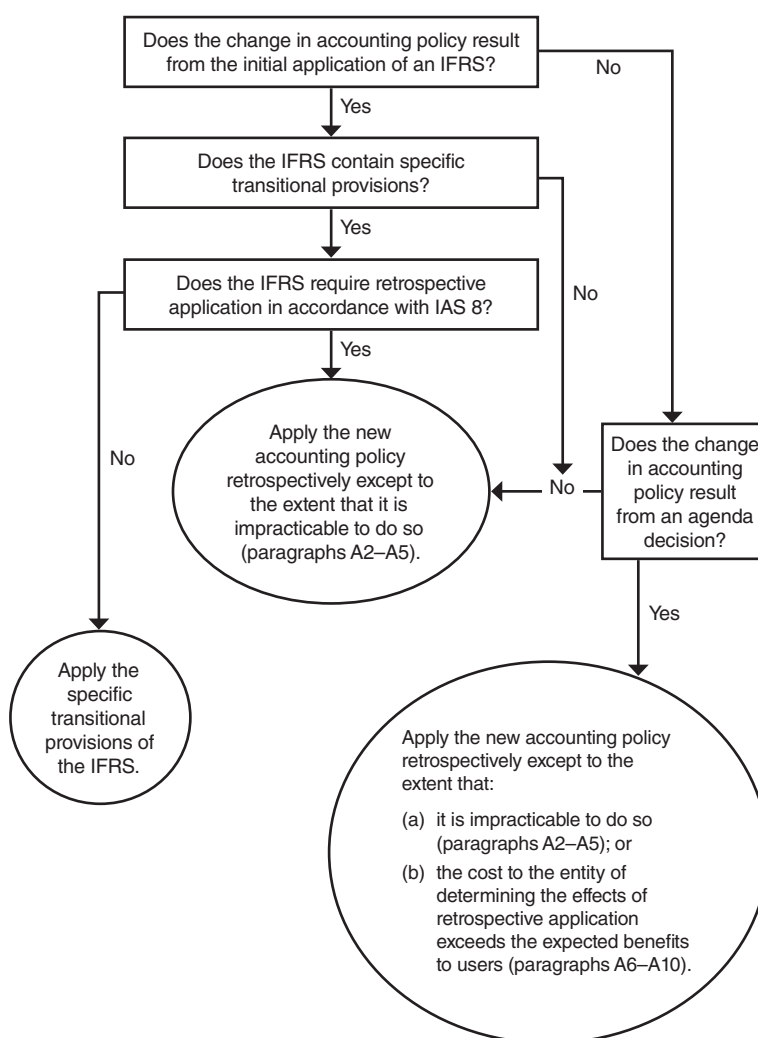 Does the change in accounting policy result
from the initial application of an IFRS?
No
Yes
Does the IFRS contain specific
transitional provisions?
Yes
No
Does the IFRS require retrospective
application in accordance with IAS 8?
Yes
No
Apply the new
accounting policy
retrospectively except to
the extent that it is
impracticable to do so
(paragraphs A2–A5).
No
Does the change
in accounting
policy result
from an agenda
decision?
Yes
Apply the
specific
transitional
provisions of
the IFRS.
Apply the new accounting policy
retrospectively except to the
extent that:
(a) it is impracticable to do so
(paragraphs A2–A5); or
(b) the cost to the entity of
determining the effects of
retrospective application
exceeds the expected benefits
to users (paragraphs A6–A10).